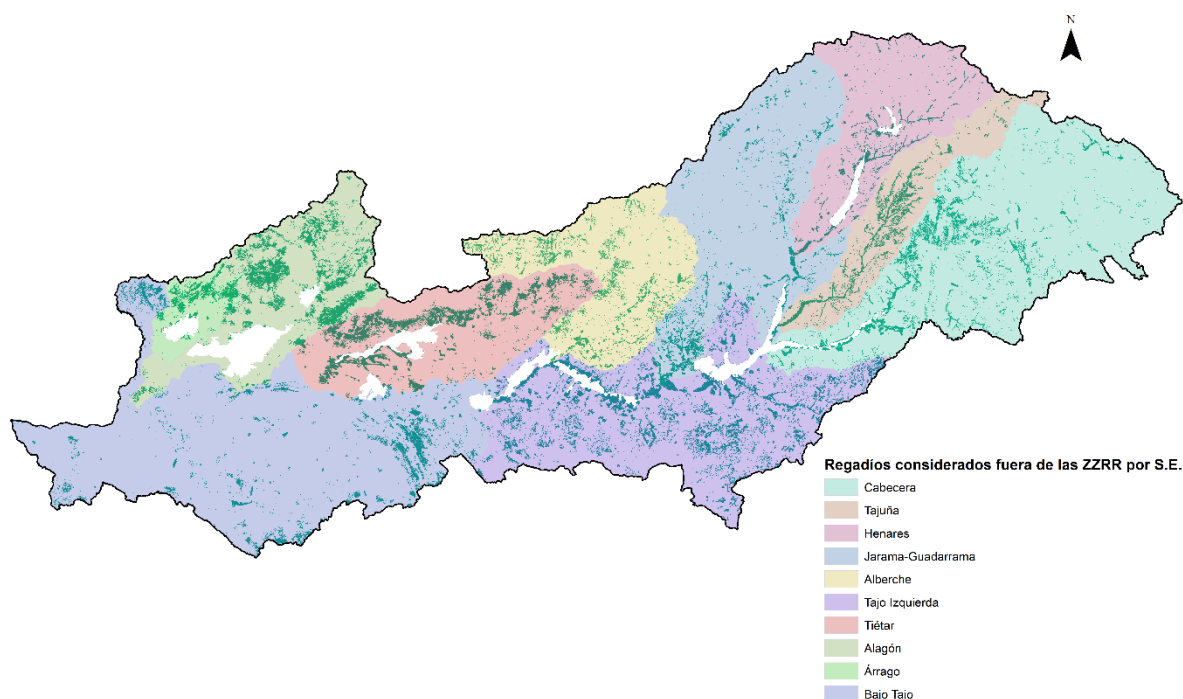 N
Regadíos considerados fuera de las ZZRR por S.E.
Cabecera
Tajuña
Henares
Jarama-Guadarrama
Alberche
Tajo Izquierda
Tiétar
Alagón
Árrago
Bajo Tajo